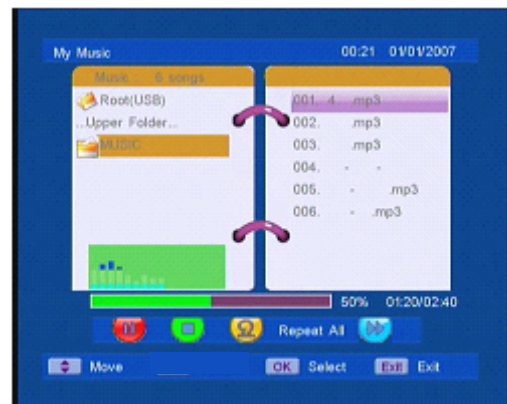 My Music 00:21 01/01/2007
Music : 6 songs
Root(USB)
...Upper Folder...
MUSIC
001. 4. .mp3
002. .mp3
003. .mp3
004. - -
005. - .mp3
006. - .mp3
50% 01:20/02:40
Repeat All
Move OK Select Exit Exit